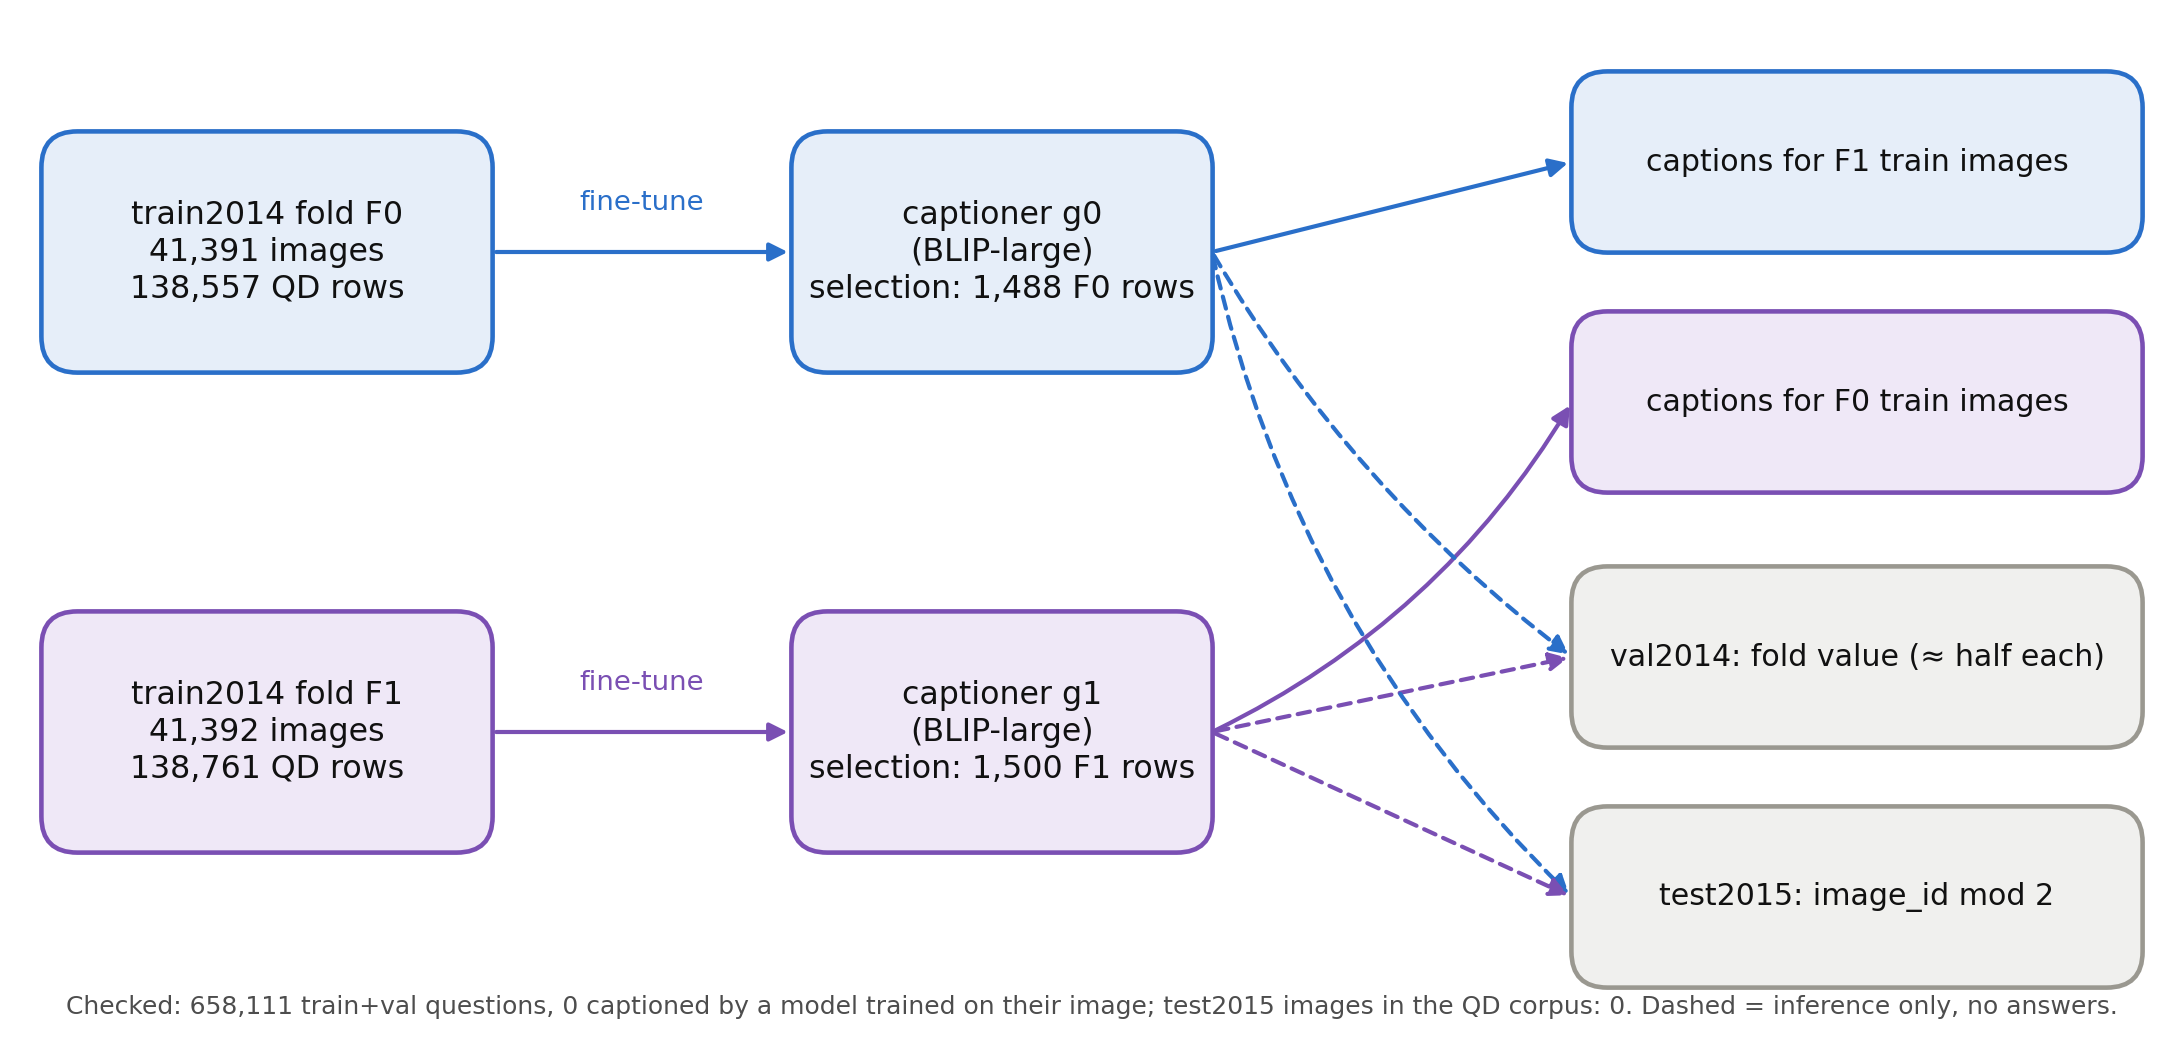 train2014 fold F0
41,391 images
138,557 QD rows
fine-tune
captioner g0
(BLIP-large)
selection: 1,488 F0 rows
captions for F1 train images
captions for F0 train images
train2014 fold F1
41,392 images
138,761 QD rows
fine-tune
captioner g1
(BLIP-large)
selection: 1,500 F1 rows
val2014: fold value (≈ half each)
test2015: image_id mod 2
Checked: 658,111 train+val questions, 0 captioned by a model trained on their image; test2015 images in the QD corpus: 0. Dashed = inference only, no answers.